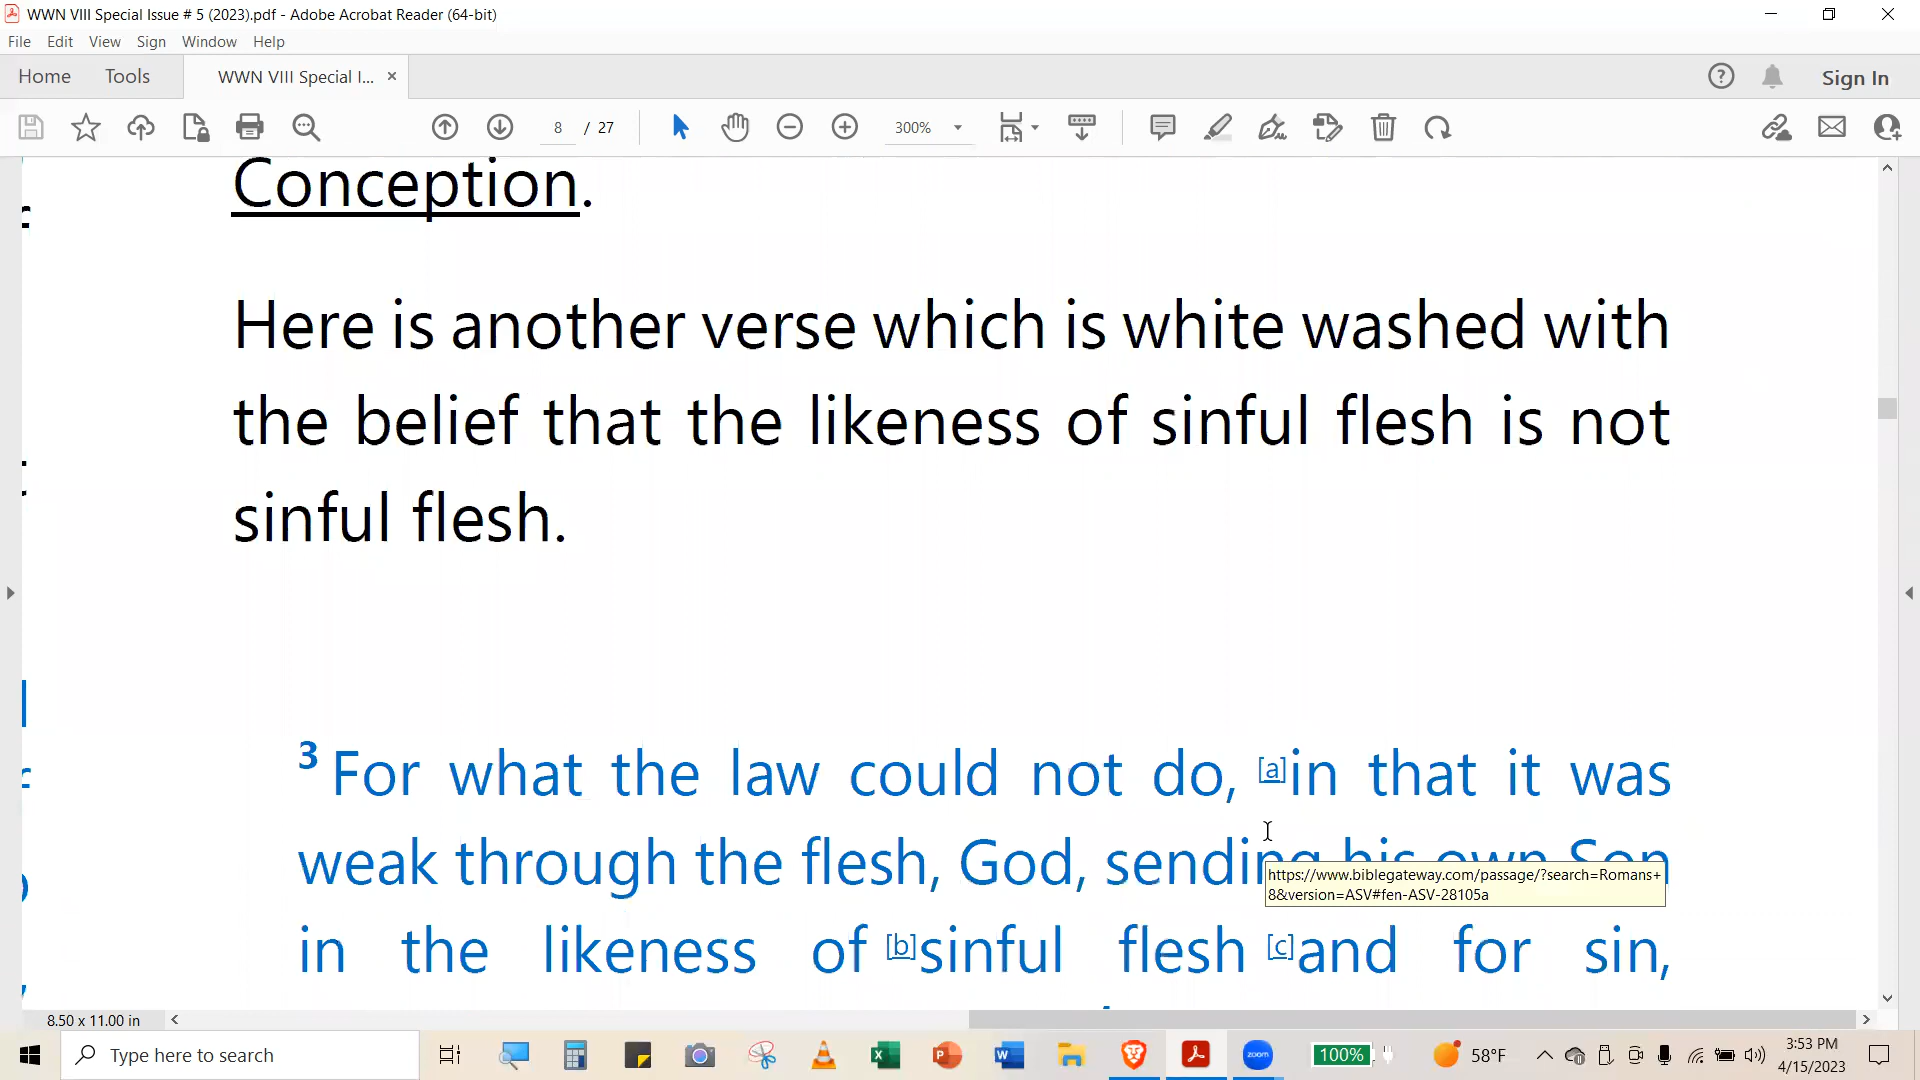 WWN VIII Special Issue # 5 (2023).pdf - Adobe Acrobat Reader (64-bit)
File Edit View Sign Window Help
Home Tools WWN VIII Special I... × Sign In
8 / 27 300%
Conception.
Here is another verse which is white washed with
the belief that the likeness of sinful flesh is not
sinful flesh.
3 For what the law could not do, [a]in that it was
weak through the flesh, God, sending his own Son
https://www.biblegateway.com/passage/?search=Romans+
8&version=ASV#fen-ASV-28105a
in the likeness of [b]sinful flesh [c]and for sin,
8.50 x 11.00 in
Type here to search
zoom
100%
58°F
3:53 PM
4/15/2023